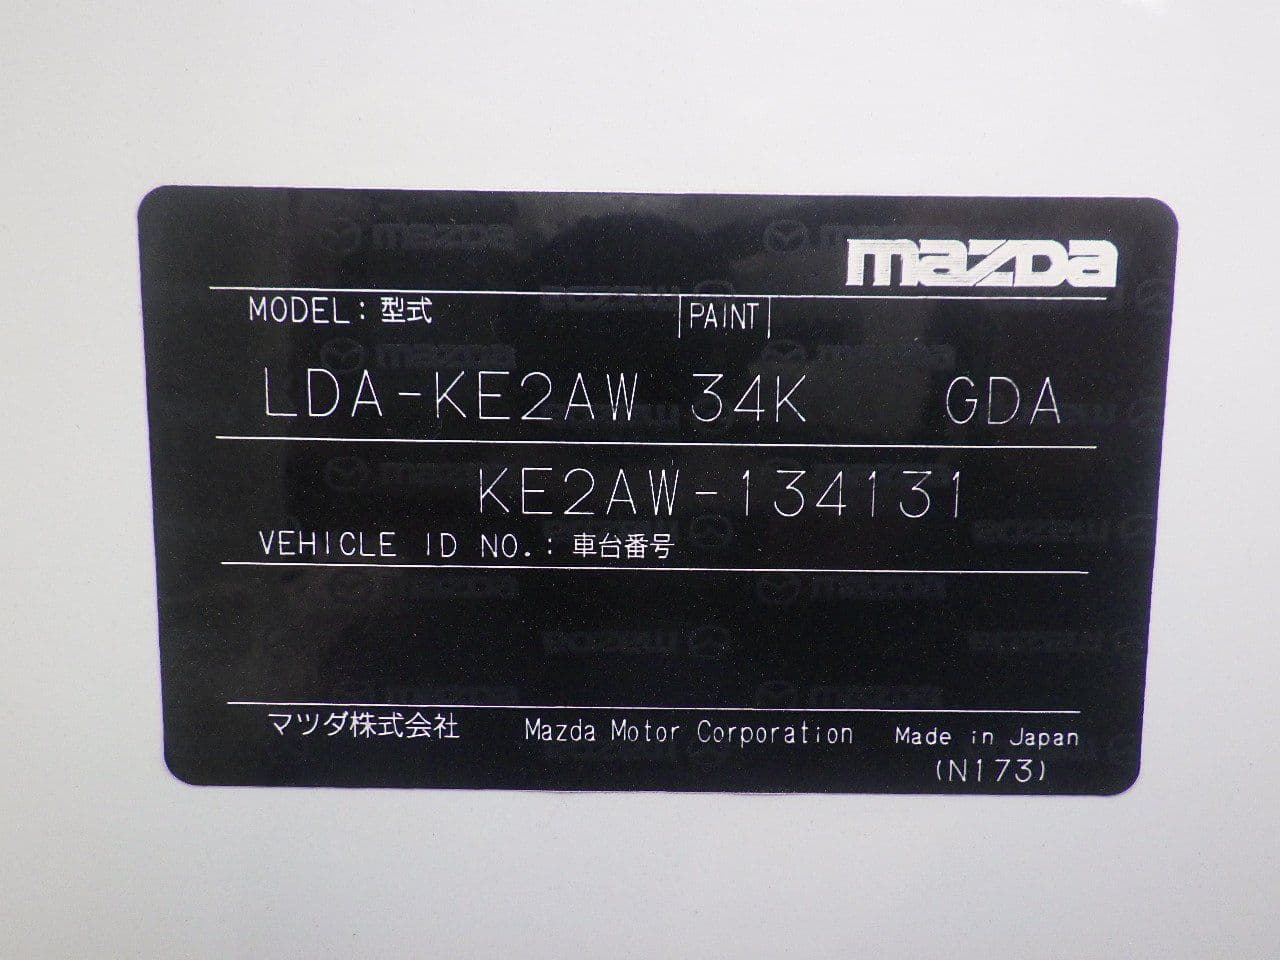 mazda
MODEL: 型式 PAINT
LDA-KE2AW 34K GDA
KE2AW-134131
VEHICLE ID NO.: 車台番号
マツダ株式会社 Mazda Motor Corporation Made in Japan
(N173)